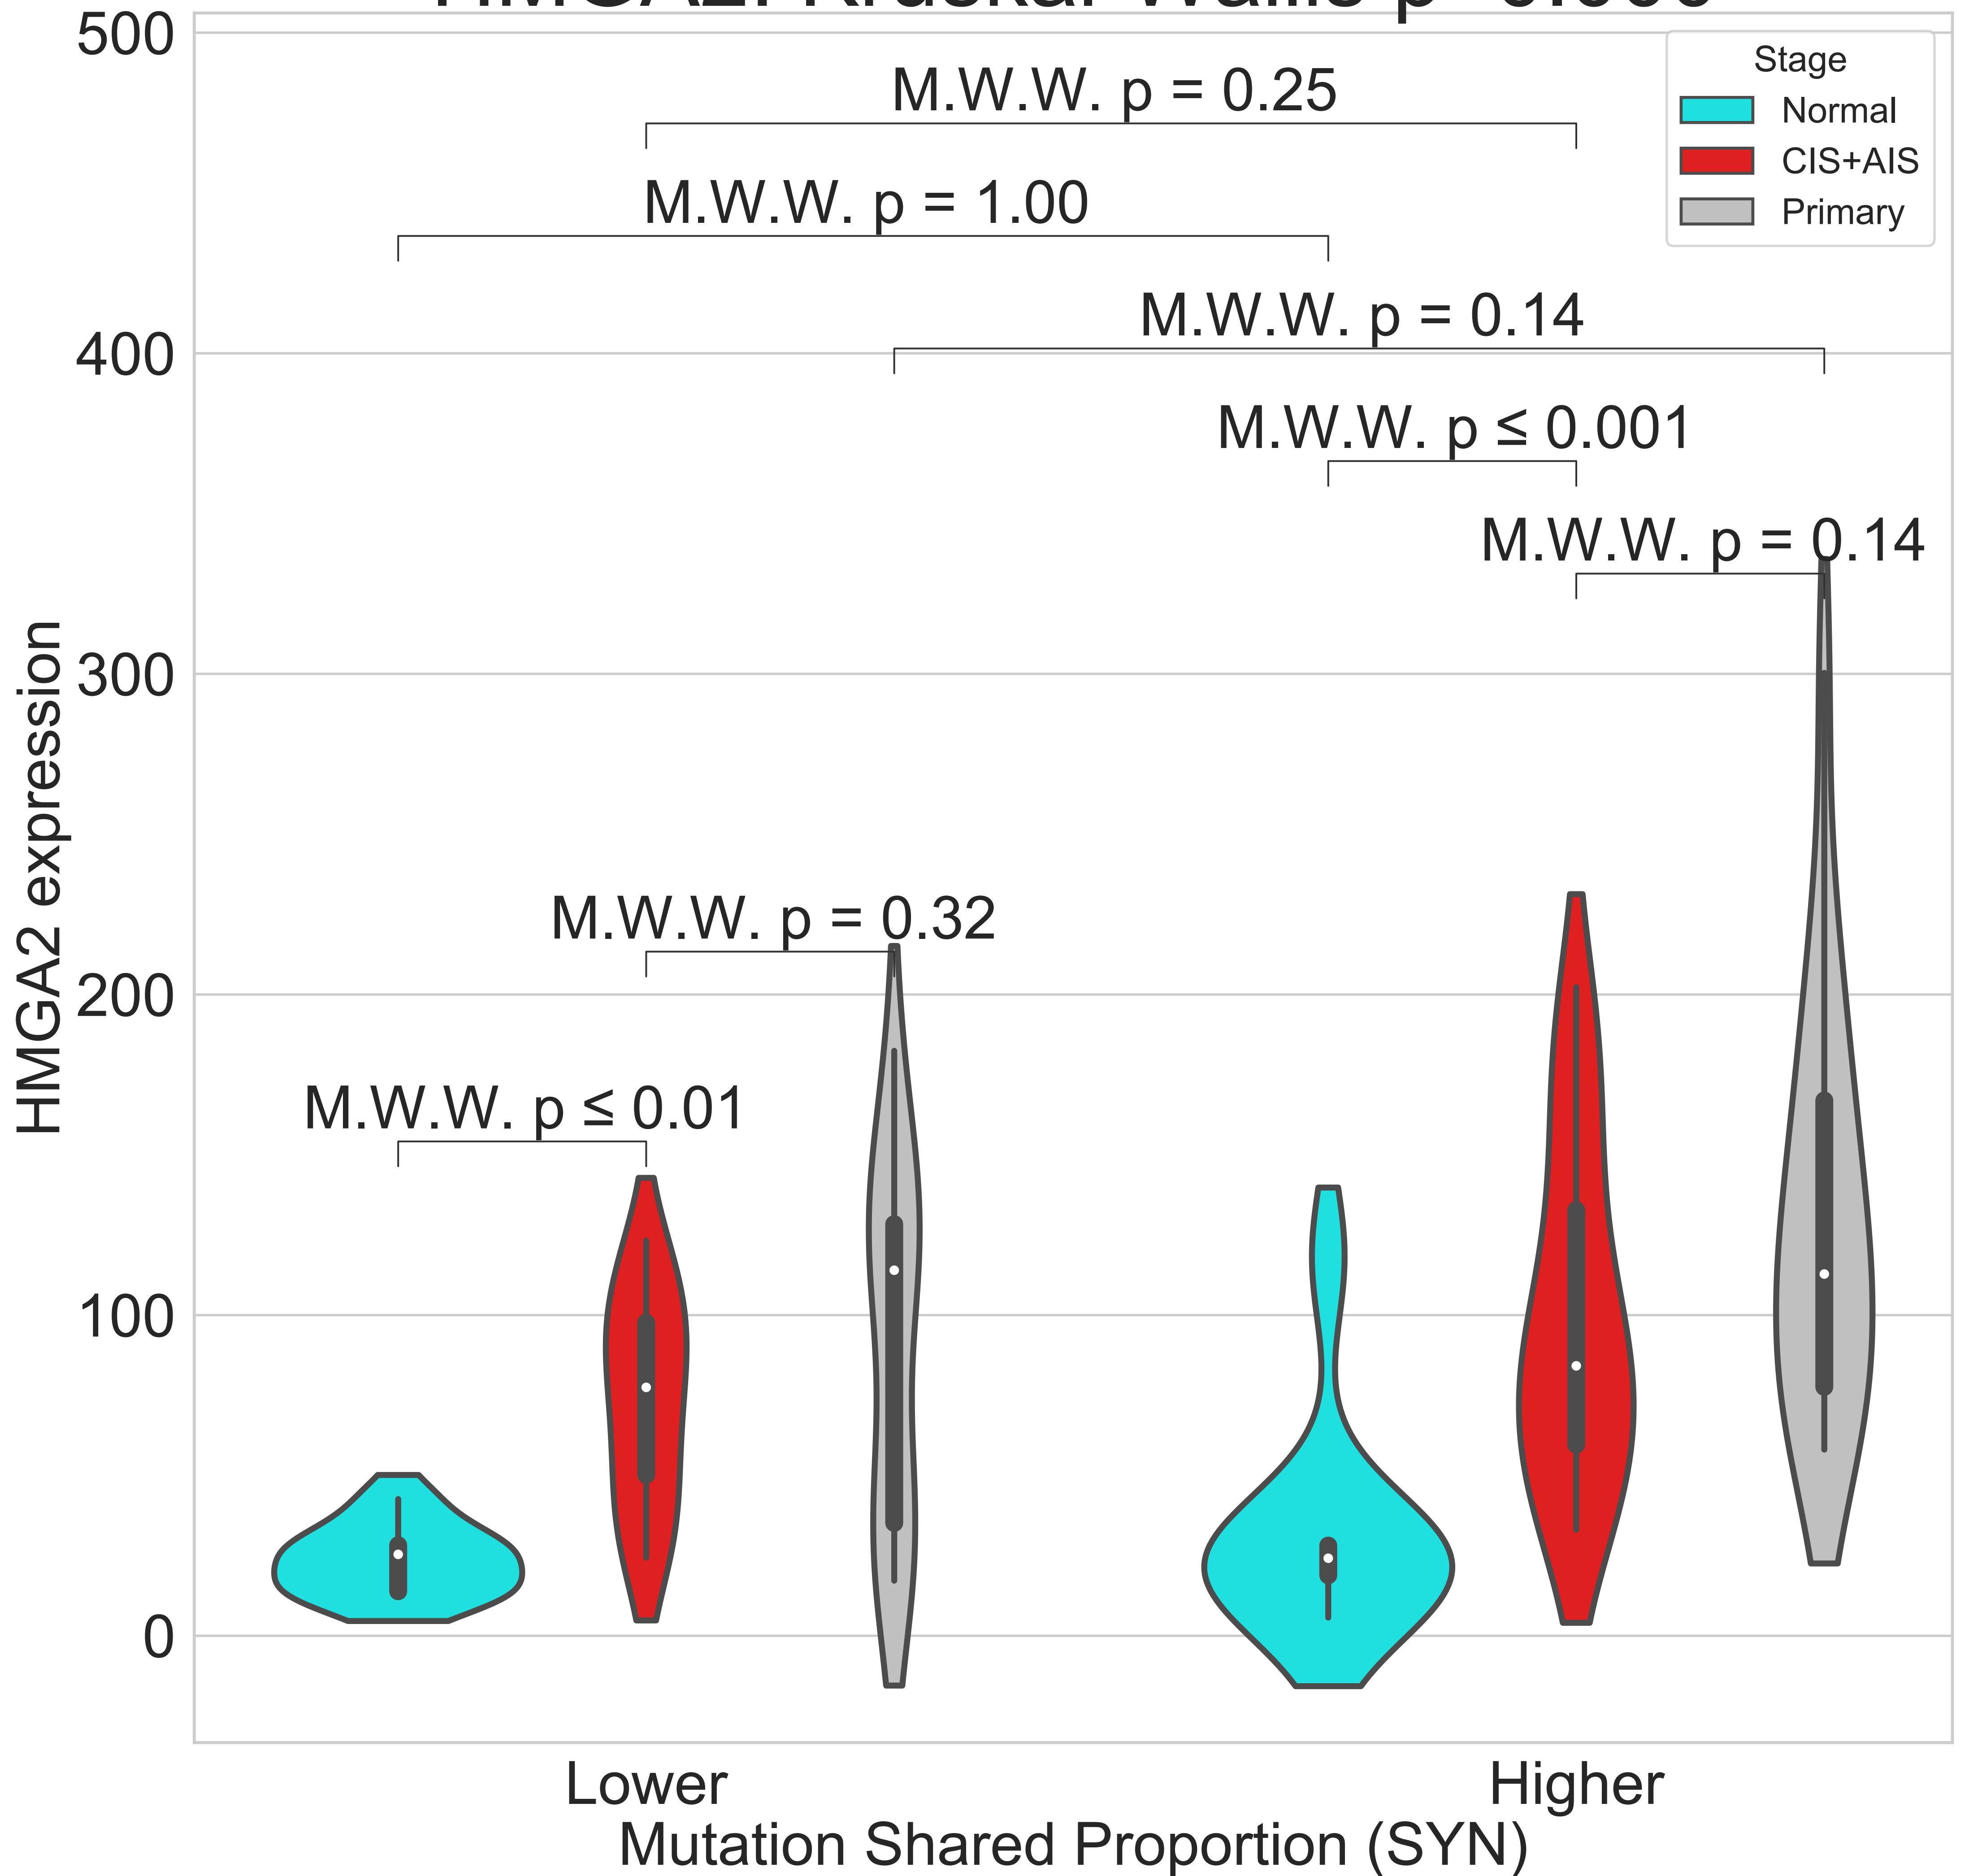 500
M.W.W. p = 0.25
Stage
Normal
CIS+AIS
Primary
M.W.W. p = 1.00
M.W.W. p = 0.14
400
M.W.W. p ≤ 0.001
M.W.W. p = 0.14
300
HMGA2 expression
M.W.W. p = 0.32
200
M.W.W. p ≤ 0.01
100
0
Lower
Higher
Mutation Shared Proportion (SYN)